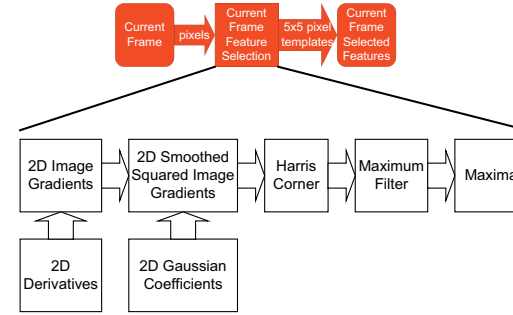 Current
Frame
pixels
Current
Frame
Feature
Selection
5x5 pixel
templates
Current
Frame
Selected
Features
2D Image
Gradients
2D Smoothed
Squared Image
Gradients
Harris
Corner
Maximum
Filter
Maxima
2D
Derivatives
2D Gaussian
Coefficients